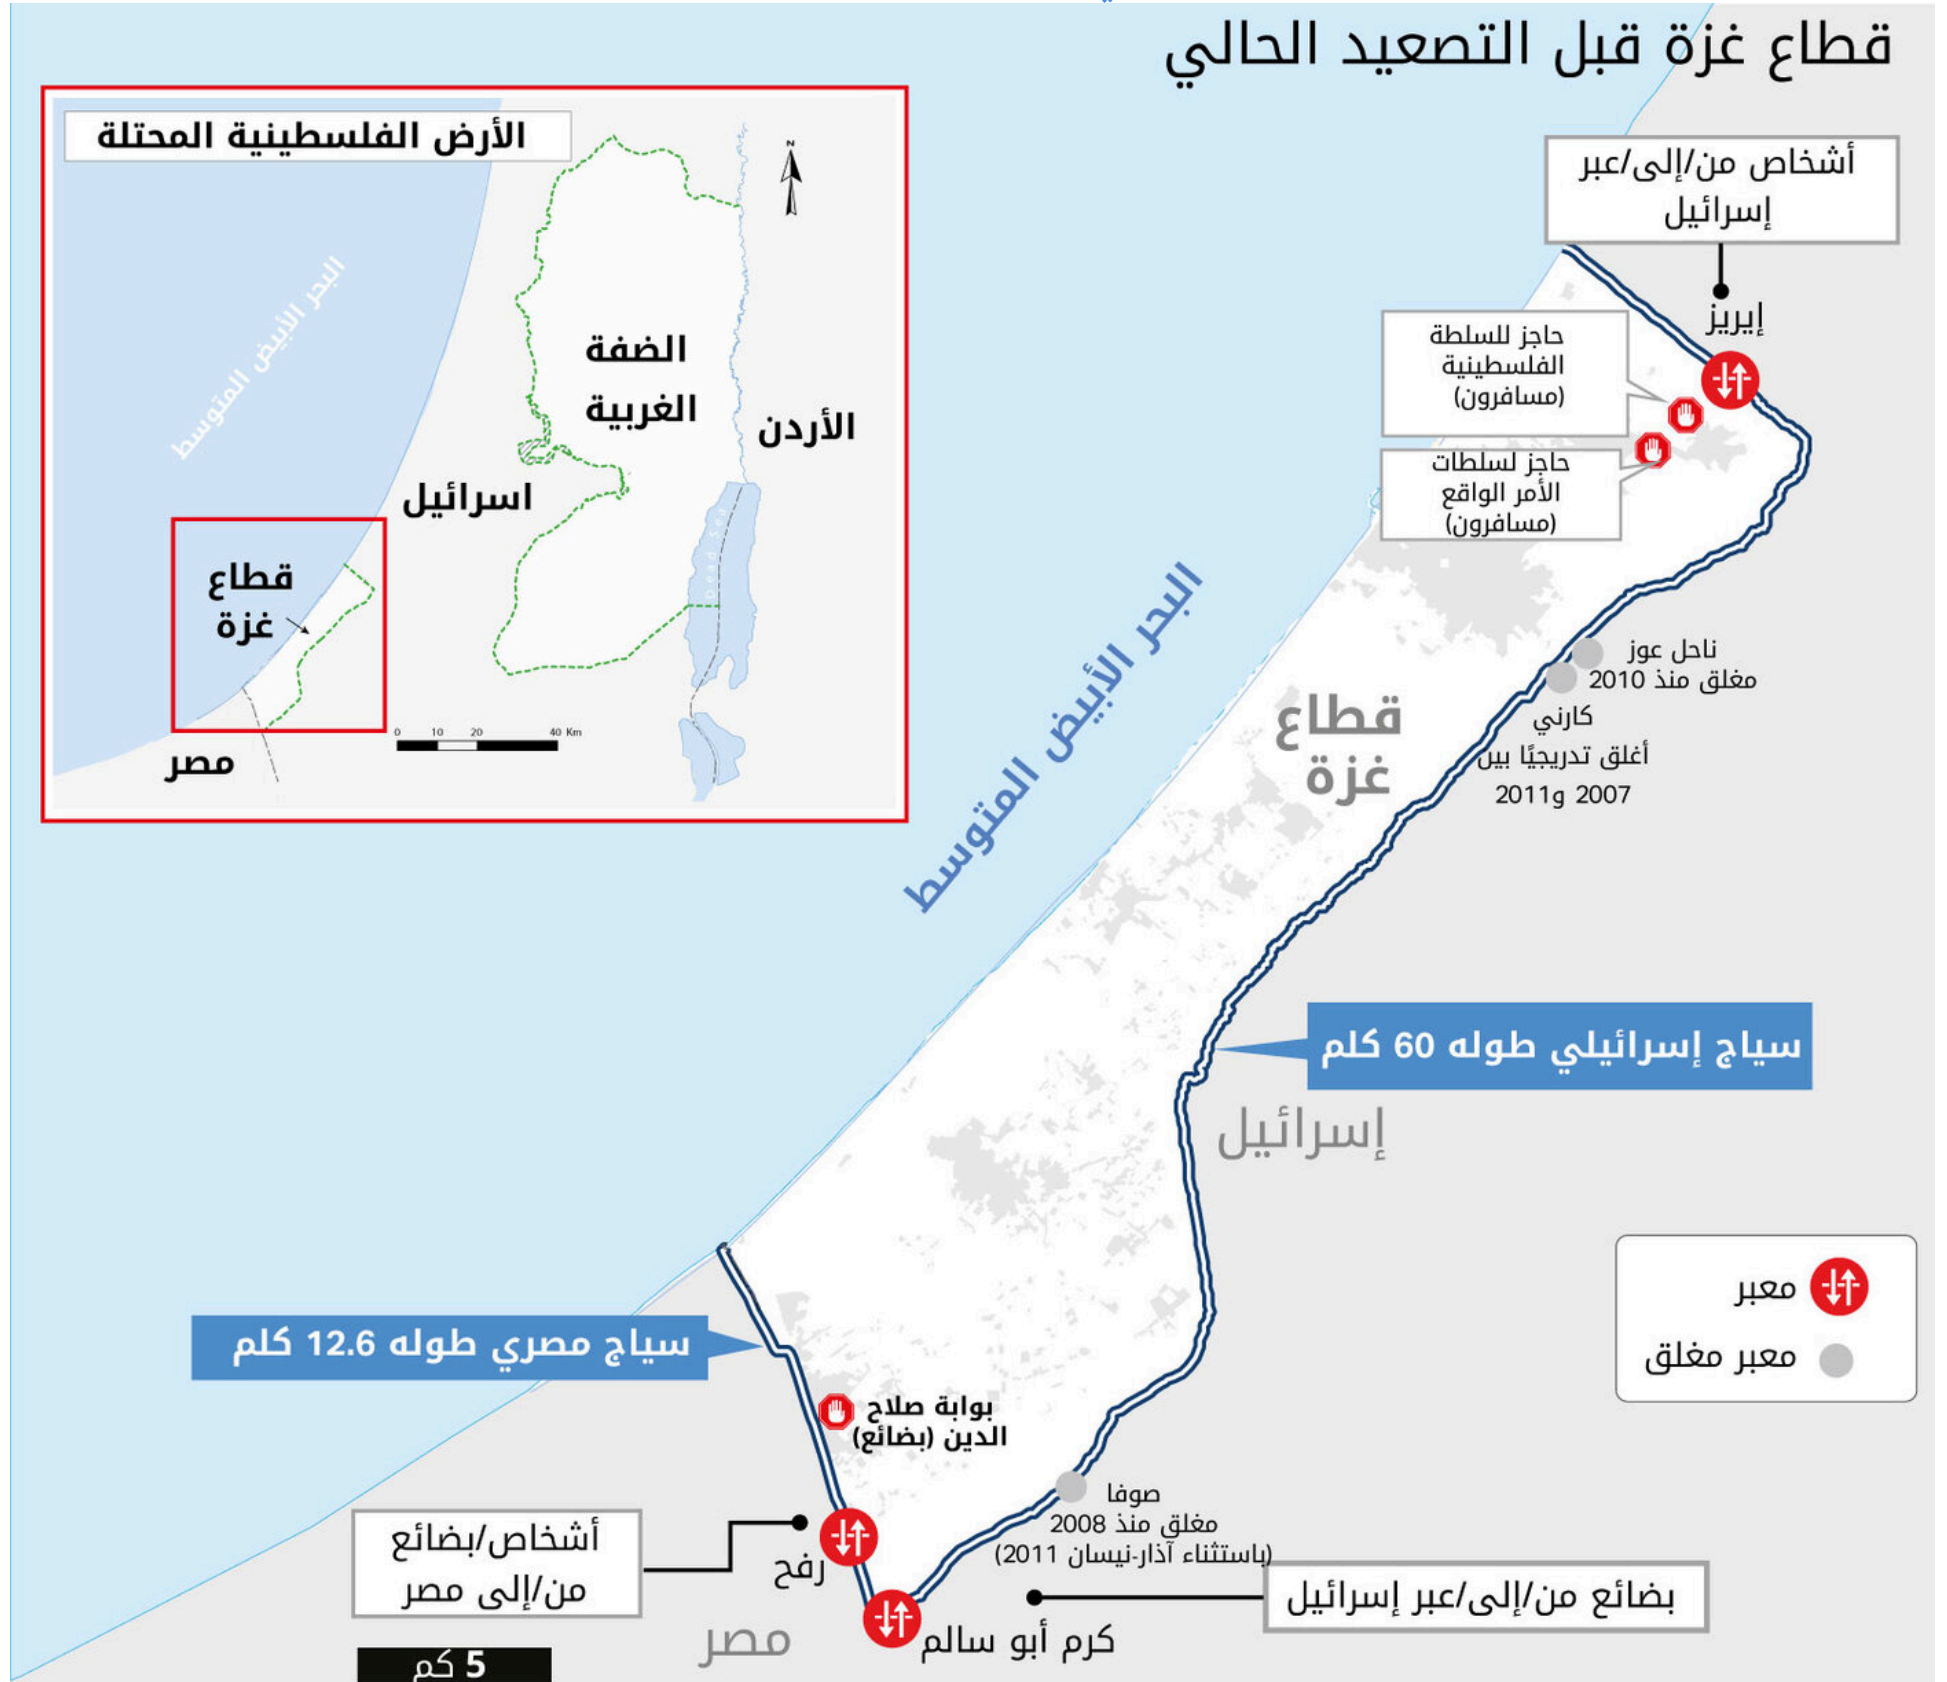 قطاع غزة قبل التصعيد الحالي
الأرض الفلسطينية المحتلة
N
البحر الأبيض المتوسط
الضفة
الغربية
الأردن
اسرائيل
Dead Sea
قطاع
غزة
مصر
0 10 20 40 Km
أشخاص من/إلى/عبر
إسرائيل
إيريز
حاجز للسلطة
الفلسطينية
(مسافرون)
حاجز لسلطات
الأمر الواقع
(مسافرون)
البحر الأبيض المتوسط
قطاع
غزة
ناحل عوز
مغلق منذ 2010
كارني
أغلق تدريجيًا بين
2007 و2011
سياج إسرائيلي طوله 60 كلم
إسرائيل
معبر
معبر مغلق
سياج مصري طوله 12.6 كلم
بوابة صلاح
الدين (بضائع)
صوفا
مغلق منذ 2008
(باستثناء آذار-نيسان 2011)
أشخاص/بضائع
من/إلى مصر
رفح
بضائع من/إلى/عبر إسرائيل
كرم أبو سالم
مصر
5 كم